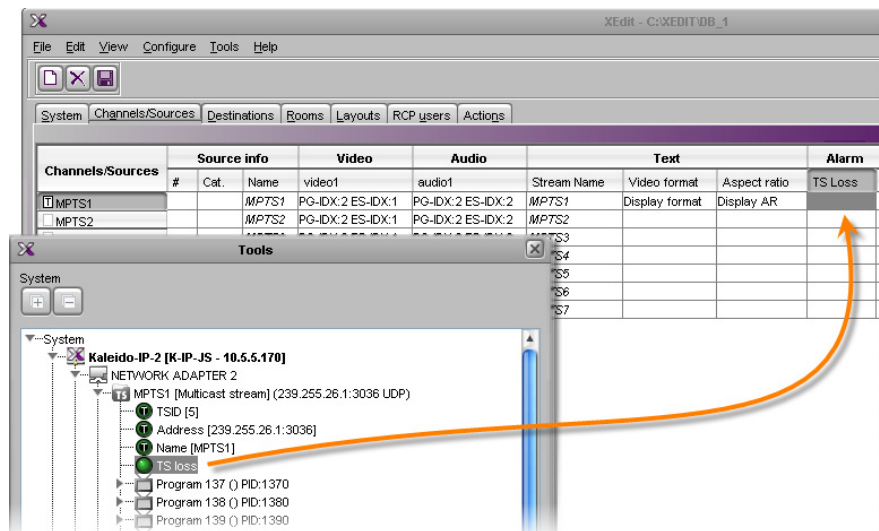 XEdit - C:\XEDIT\DB_1
File Edit View Configure Tools Help
System Channels/Sources Destinations Rooms Layouts RCP users Actions
Channels/Sources Source info Video Audio Text Alarm
# Cat. Name video1 audio1 Stream Name Video format Aspect ratio TS Loss
T MPTS1 MPTS1 PG-IDX:2 ES-IDX:1 PG-IDX:2 ES-IDX:2 MPTS1 Display format Display AR
MPTS2 MPTS2 PG-IDX:2 ES-IDX:1 PG-IDX:2 ES-IDX:2 MPTS2
Tools
System
System
Kaleido-IP-2 [K-IP-JS - 10.5.5.170]
NETWORK ADAPTER 2
TS MPTS1 [Multicast stream] (239.255.26.1:3036 UDP)
T TSID [5]
T Address [239.255.26.1:3036]
T Name [MPTS1]
TS loss
Program 137 () PID:1370
Program 138 () PID:1380
Program 139 () PID:1390